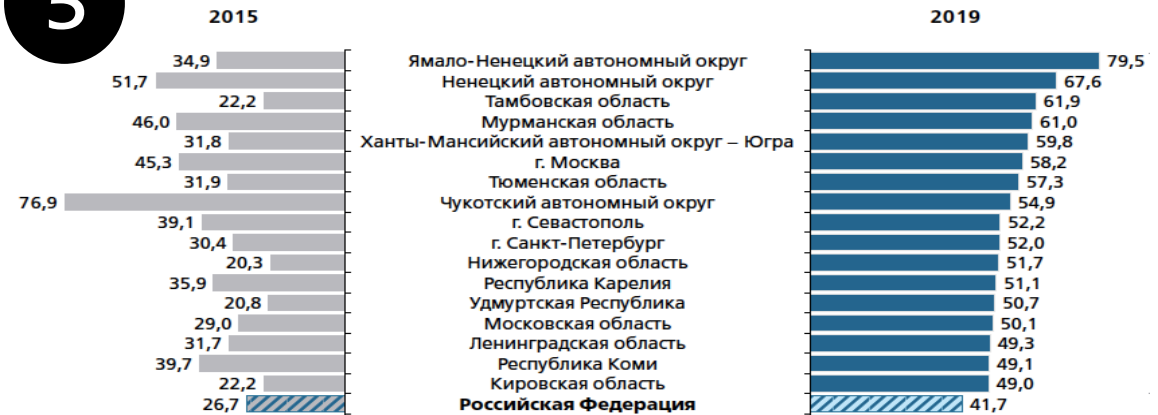 5
2015 2019
34,9 Ямало-Ненецкий автономный округ 79,5
51,7 Ненецкий автономный округ 67,6
22,2 Тамбовская область 61,9
46,0 Мурманская область 61,0
31,8 Ханты-Мансийский автономный округ – Югра 59,8
45,3 г. Москва 58,2
31,9 Тюменская область 57,3
76,9 Чукотский автономный округ 54,9
39,1 г. Севастополь 52,2
30,4 г. Санкт-Петербург 52,0
20,3 Нижегородская область 51,7
35,9 Республика Карелия 51,1
20,8 Удмуртская Республика 50,7
29,0 Московская область 50,1
31,7 Ленинградская область 49,3
39,7 Республика Коми 49,1
22,2 Кировская область 49,0
26,7 Российская Федерация 41,7